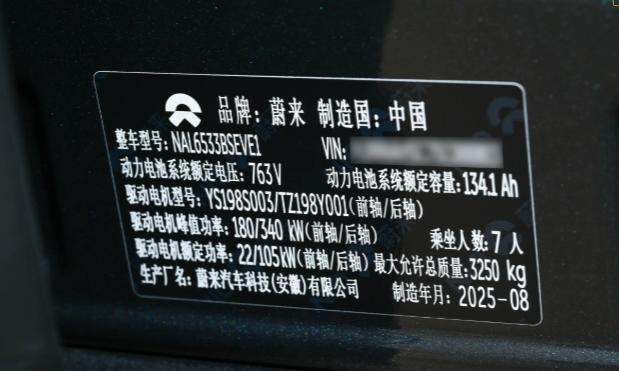 品牌：蔚来 制造国：中国
整车型号：NAL6533BSEVE1 VIN:
动力电池系统额定电压：763V 动力电池系统额定容量:134.1 Ah
驱动电机型号：YS198S003/TZ198Y001(前轴/后轴)
驱动电机峰值功率：180/340 kW(前轴/后轴) 乘坐人数:7 人
驱动电机额定功率：22/105kW(前轴/后轴) 最大允许总质量:3250 kg
生产厂名：蔚来汽车科技(安徽)有限公司 制造年月：2025-08